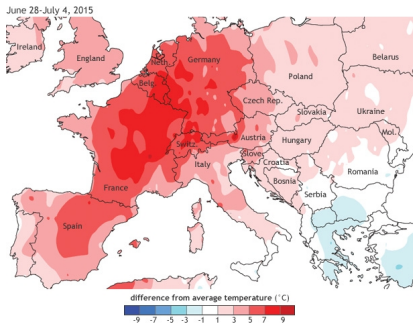 June 28-July 4, 2015
Ireland
England
Neth.
Germany
Belarus
Poland
Belg.
Czech Rep.
Ukraine
Slovakia
Mol.
Austria
Hungary
Switz.
Slove.
Romania
Italy
Croatia
France
Bosnia
Serbia
Spain
difference from average temperature (°C)
-9 -7 -5 -3 -1 1 3 5 7 9